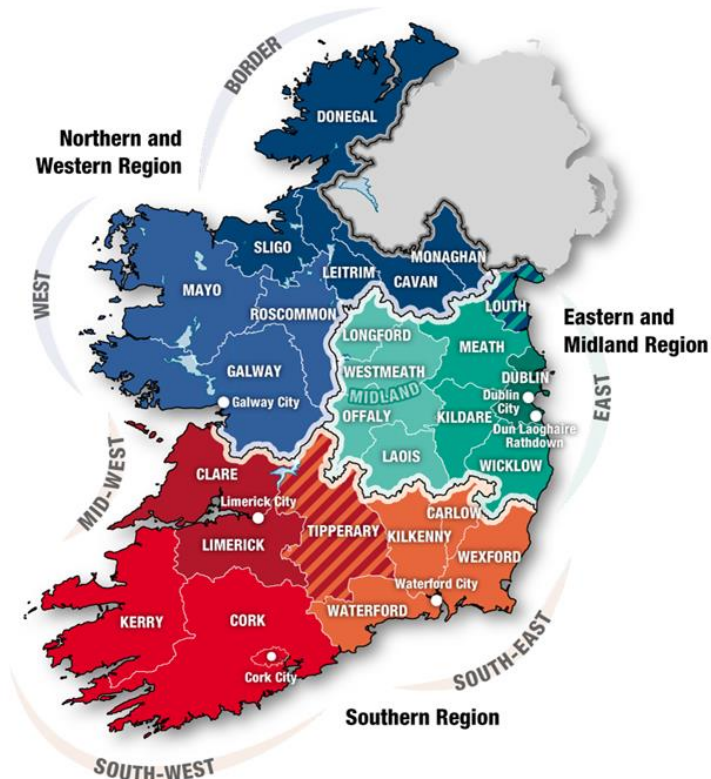 BORDER
DONEGAL
Northern and
Western Region
MONAGHAN
SLIGO
LEITRIM
CAVAN
WEST
MAYO
ROSCOMMON
LOUTH
LONGFORD
MEATH
Eastern and
Midland Region
GALWAY
WESTMEATH
DUBLIN
MIDLAND
Dublin
City
Galway City
OFFALY
KILDARE
EAST
Dun Laoghaire
Rathdown
LAOIS
WICKLOW
CLARE
MID-WEST
Limerick City
CARLOW
TIPPERARY
KILKENNY
LIMERICK
WEXFORD
Waterford City
WATERFORD
KERRY
CORK
Cork City
SOUTH-EAST
Southern Region
SOUTH-WEST